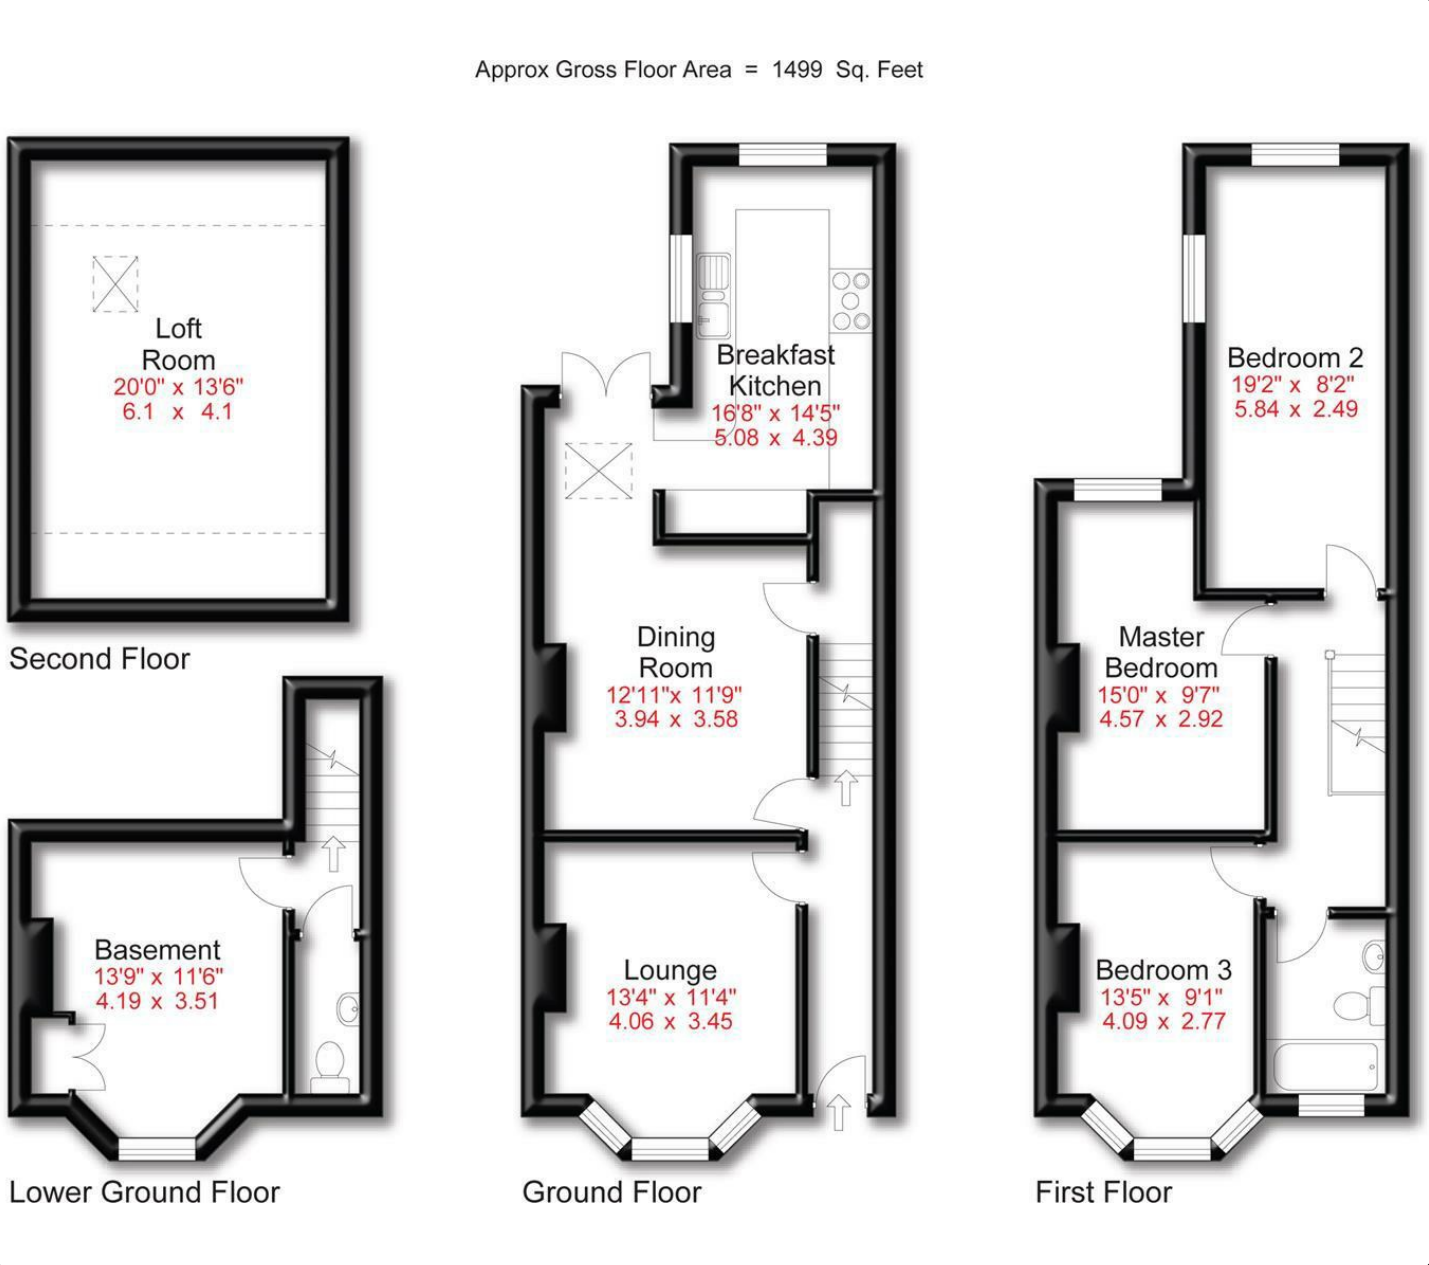 Approx Gross Floor Area = 1499 Sq. Feet
Loft
Room
20'0" x 13'6"
6.1 x 4.1
Second Floor
Basement
13'9" x 11'6"
4.19 x 3.51
Lower Ground Floor
Breakfast
Kitchen
16'8" x 14'5"
5.08 x 4.39
Dining
Room
12'11"x 11'9"
3.94 x 3.58
Lounge
13'4" x 11'4"
4.06 x 3.45
Ground Floor
Bedroom 2
19'2" x 8'2"
5.84 x 2.49
Master
Bedroom
15'0" x 9'7"
4.57 x 2.92
Bedroom 3
13'5" x 9'1"
4.09 x 2.77
First Floor